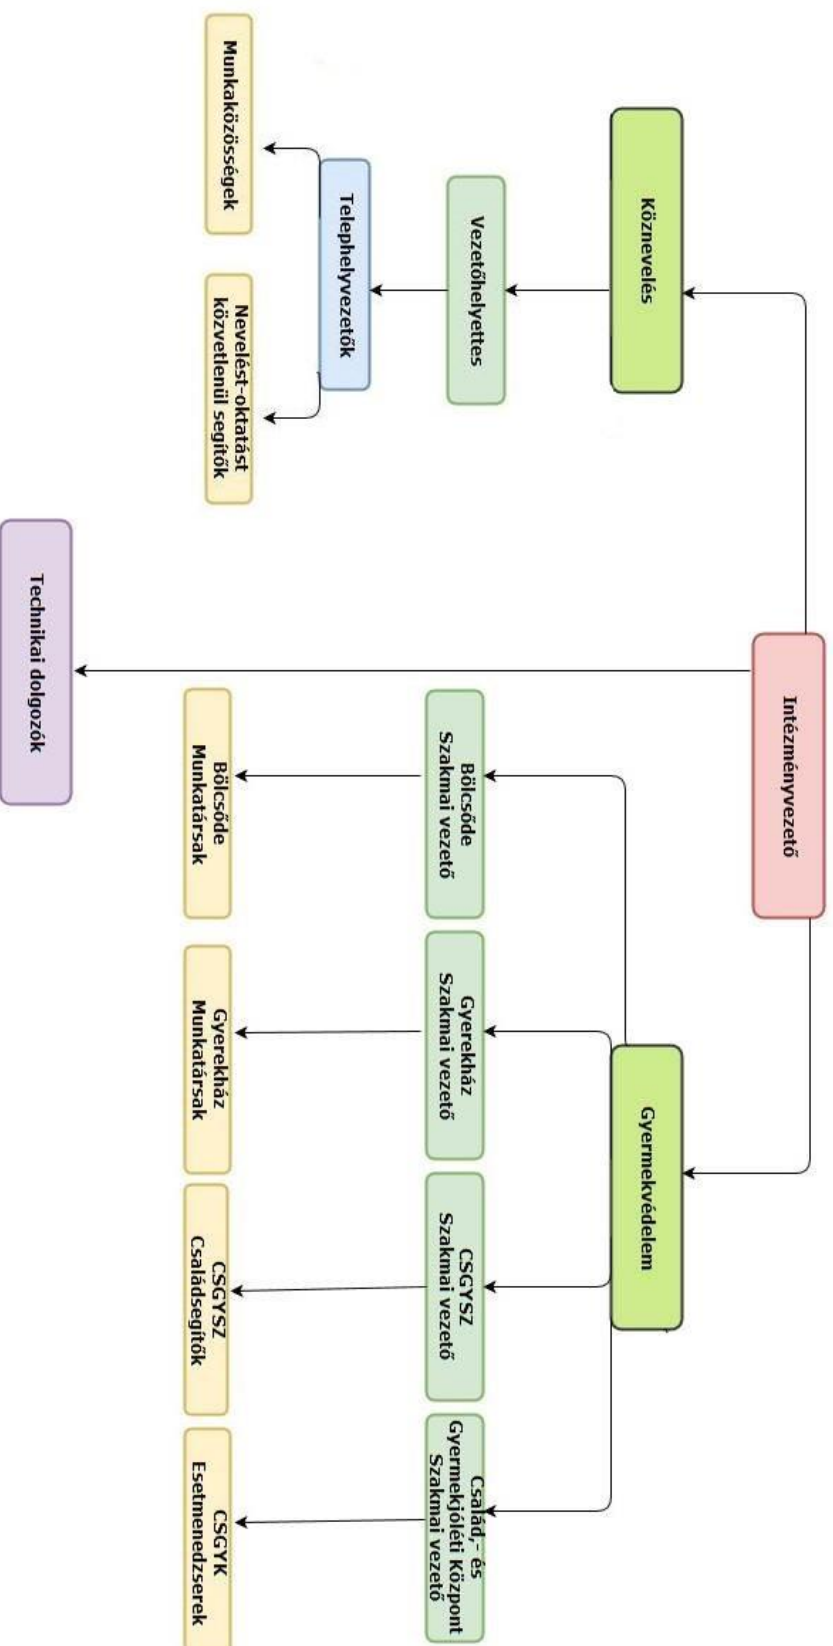 Intézményvezető
Köznevelés
Gyermekvédelem
Vezetőhelyettes
Bölcsőde
Szakmai vezető
Gyerekház
Szakmai vezető
CSGYSZ
Szakmai vezető
Család,- és
Gyermekjóléti Központ
Szakmai vezető
Telephelyvezetők
Munkaközösségek
Nevelést-oktatást
közvetlenül segítők
Bölcsőde
Munkatársak
Gyerekház
Munkatársak
CSGYSZ
Családsegítők
CSGYK
Esetmenedzserek
Technikai dolgozók